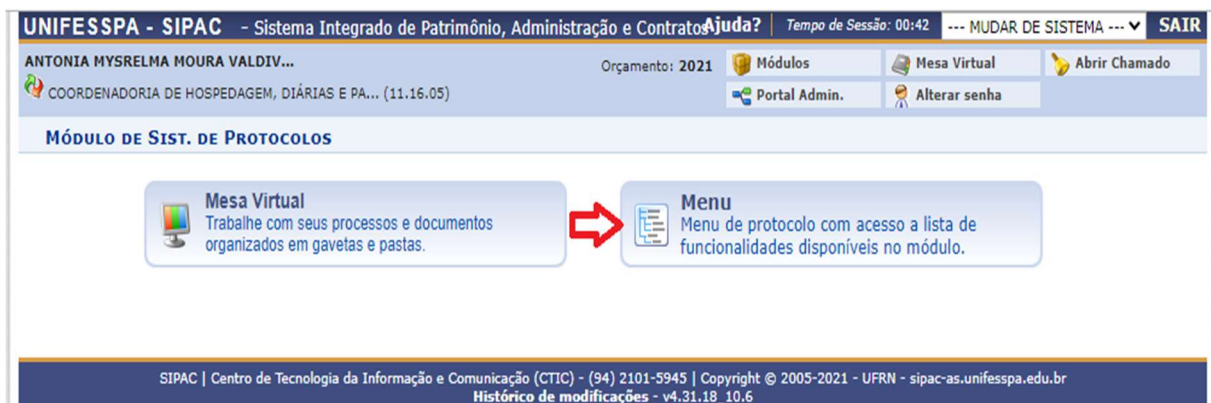 UNIFESSPA - SIPAC - Sistema Integrado de Patrimônio, Administração e Contratos Ajuda? | Tempo de Sessão: 00:42 --- MUDAR DE SISTEMA --- SAIR
ANTONIA MYSRELMA MOURA VALDIV... Orçamento: 2021 Módulos Mesa Virtual Abrir Chamado
COORDENADORIA DE HOSPEDAGEM, DIÁRIAS E PA... (11.16.05) Portal Admin. Alterar senha
MÓDULO DE SIST. DE PROTOCOLOS
Mesa Virtual
Trabalhe com seus processos e documentos
organizados em gavetas e pastas.
Menu
Menu de protocolo com acesso a lista de
funcionalidades disponíveis no módulo.
SIPAC | Centro de Tecnologia da Informação e Comunicação (CTIC) - (94) 2101-5945 | Copyright © 2005-2021 - UFRN - sipac-as.unifesspa.edu.br
Histórico de modificações - v4.31.18_10.6